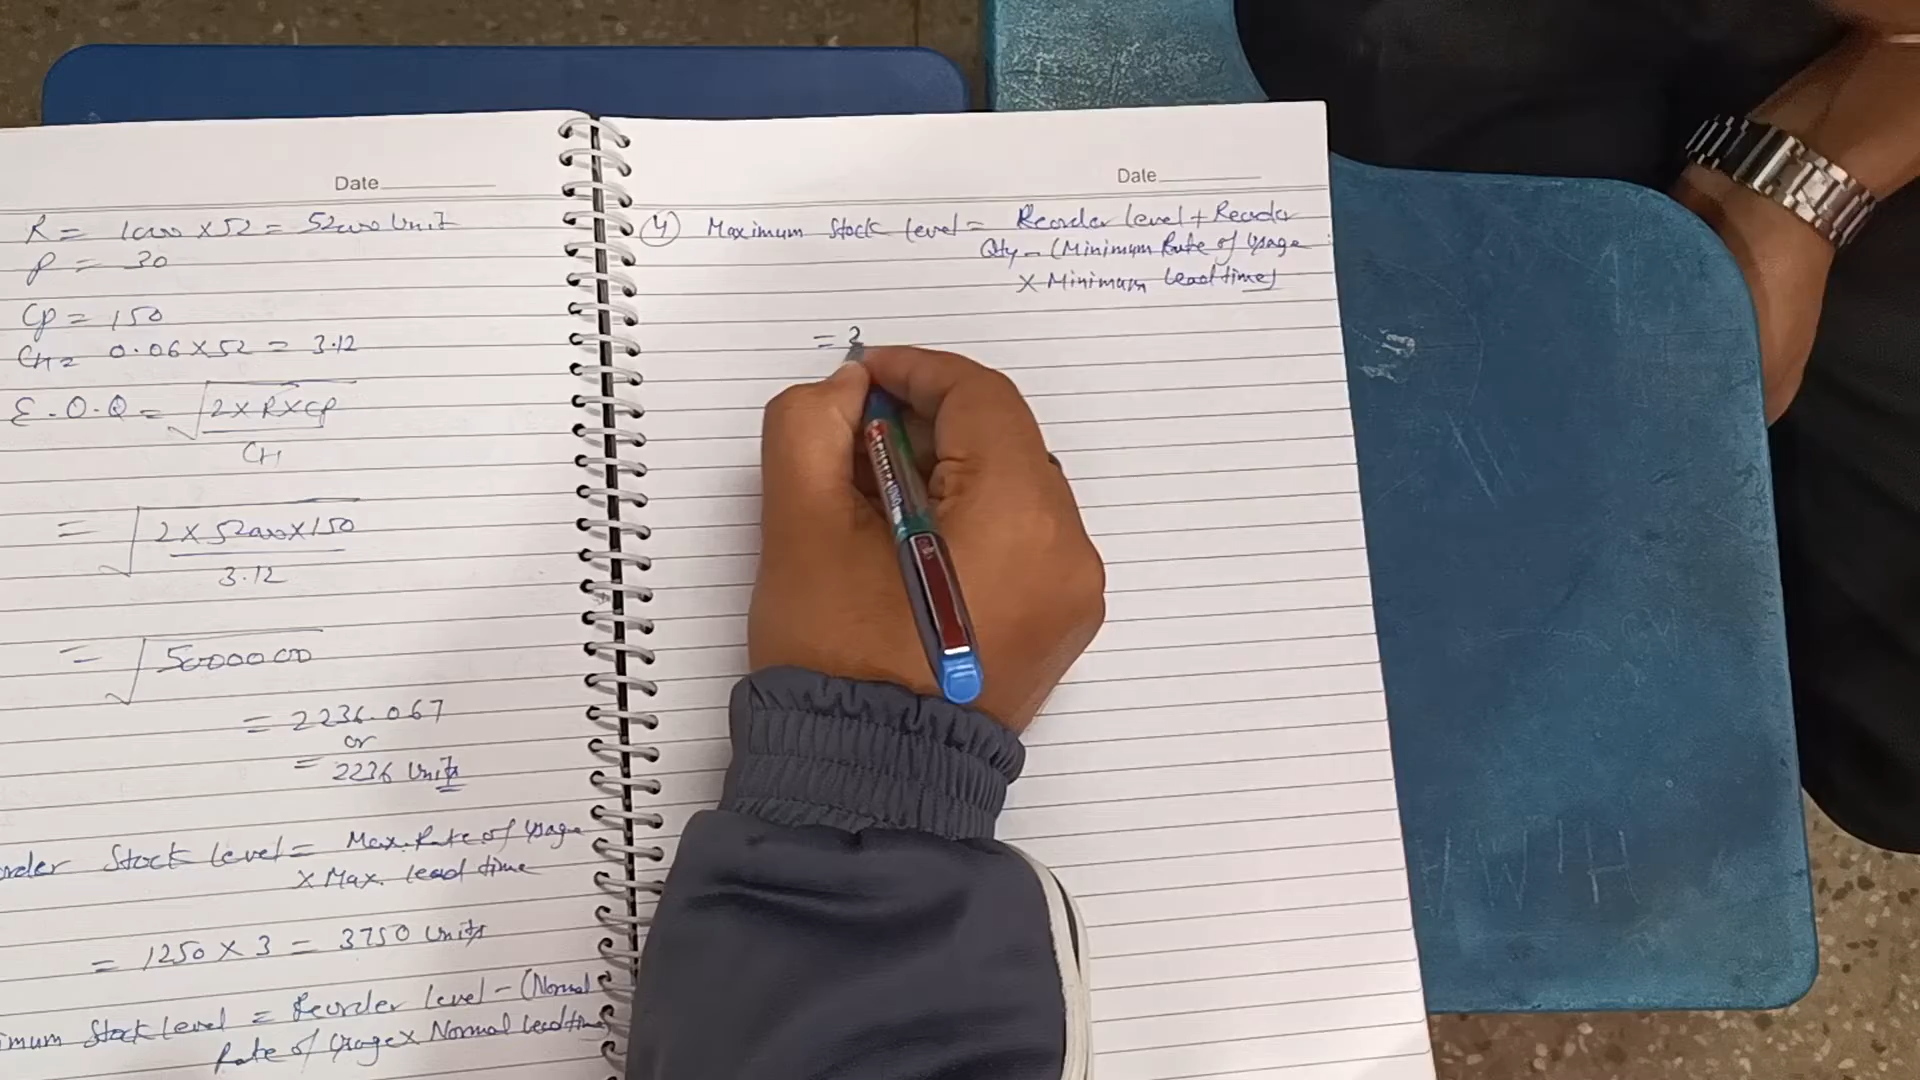 Date
R = 1000 x 52 = 52000 Unit
P = 30
Cp = 150
CH = 0.06 x 52 = 3.12
E.O.Q = √2 x R x Cp
CH
= √2 x 52000 x 150
3.12
= √5000000
= 2236.067
or
= 2236 Units
order Stock Level = Max. Rate of Usage
x Max. Lead time
= 1250 x 3 = 3750 Units
imum Stock Level = Reorder Level - (Normal
Rate of Usage x Normal Lead time
Date
4 Maximum Stock Level = Reorder Level + Reorder
Qty - (Minimum Rate of Usage
x Minimum Lead time)
= 3